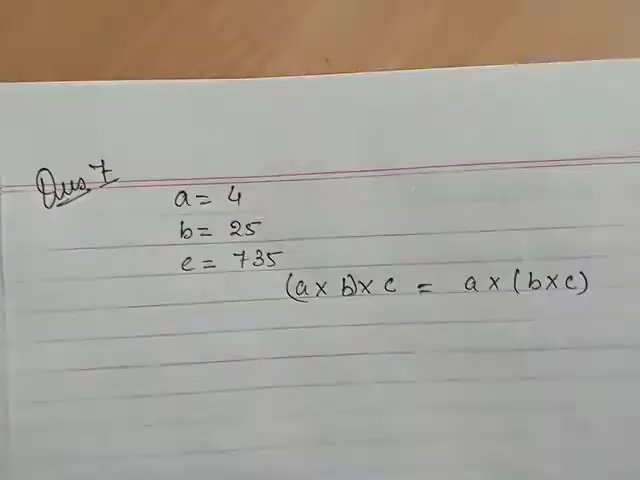 Ques 7
a = 4
b = 25
c = 735
(a x b) x c = a x (b x c)